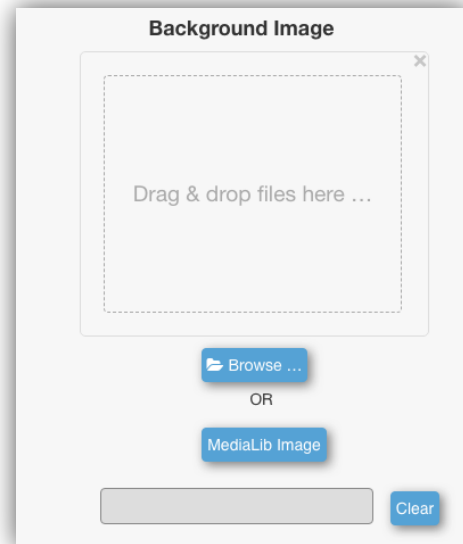 Background Image
×
Drag & drop files here ...
Browse ...
OR
MediaLib Image
Clear